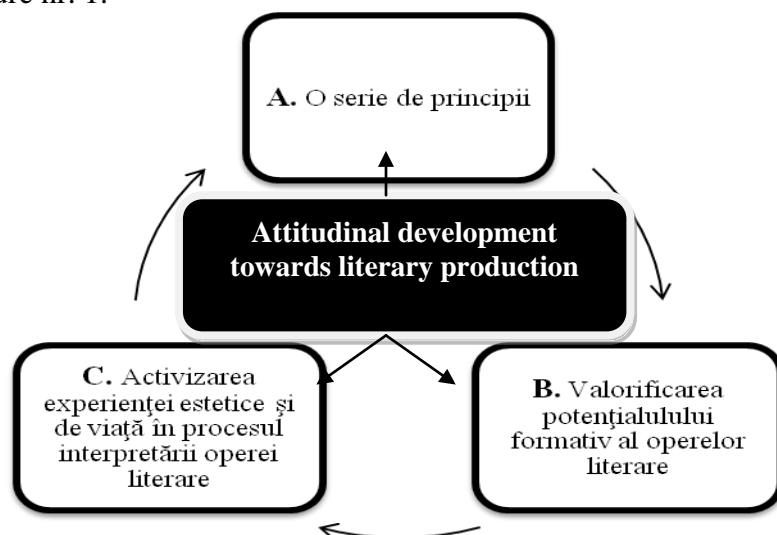 A. O serie de principii
Attitudinal development
towards literary production
C. Activizarea
experienţei estetice şi
de viaţă în procesul
interpretării operei
literare
B. Valorificarea
potenţialulului
formativ al operelor
literare